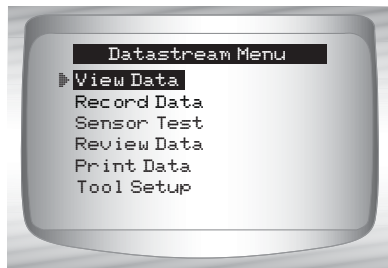 Datastream Menu
View Data
Record Data
Sensor Test
Review Data
Print Data
Tool Setup